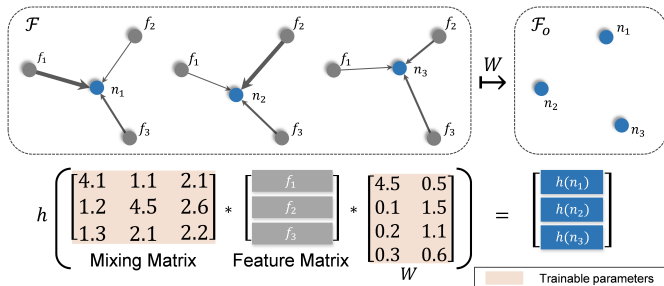 ℱ
f₂
f₁
n₁
f₃
f₂
f₁
n₂
f₃
f₂
f₁
n₃
f₃
W
ℱₒ
n₁
n₂
n₃
h
4.1 1.1 2.1
1.2 4.5 2.6
1.3 2.1 2.2
*
f₁
f₂
f₃
*
4.5 0.5
0.1 1.5
0.2 1.1
0.3 0.6
=
h(n₁)
h(n₂)
h(n₃)
Mixing Matrix
Feature Matrix
W
Trainable parameters